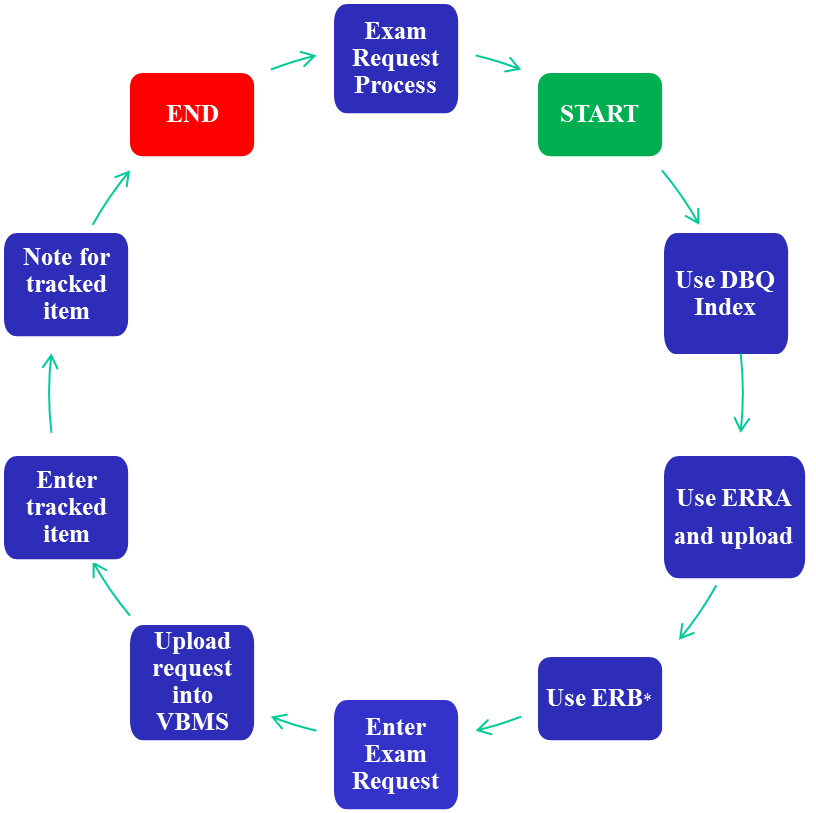 Exam
Request
Process
START
Use DBQ
Index
Use ERRA
and upload
Use ERB*
Enter
Exam
Request
Upload
request
into
VBMS
Enter
tracked
item
Note for
tracked
item
END